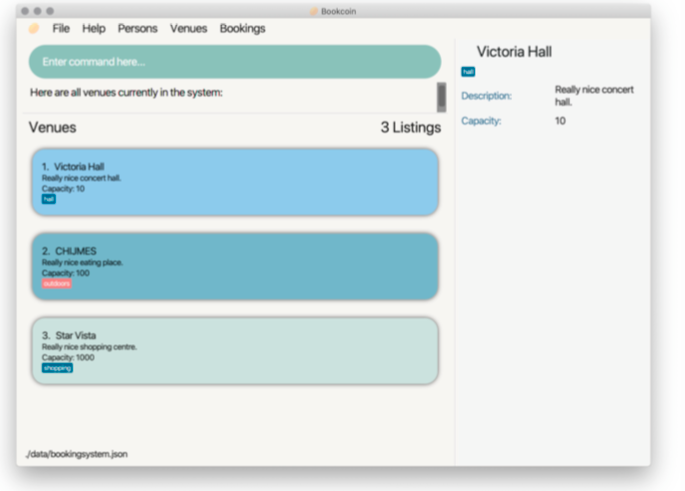 Bookcoin
File Help Persons Venues Bookings
Enter command here...
Here are all venues currently in the system:
Venues 3 Listings
1. Victoria Hall
Really nice concert hall.
Capacity: 10
hall
2. CHIJMES
Really nice eating place.
Capacity: 100
outdoors
3. Star Vista
Really nice shopping centre.
Capacity: 1000
shopping
./data/bookingsystem.json
Victoria Hall
hall
Description: Really nice concert
hall.
Capacity: 10